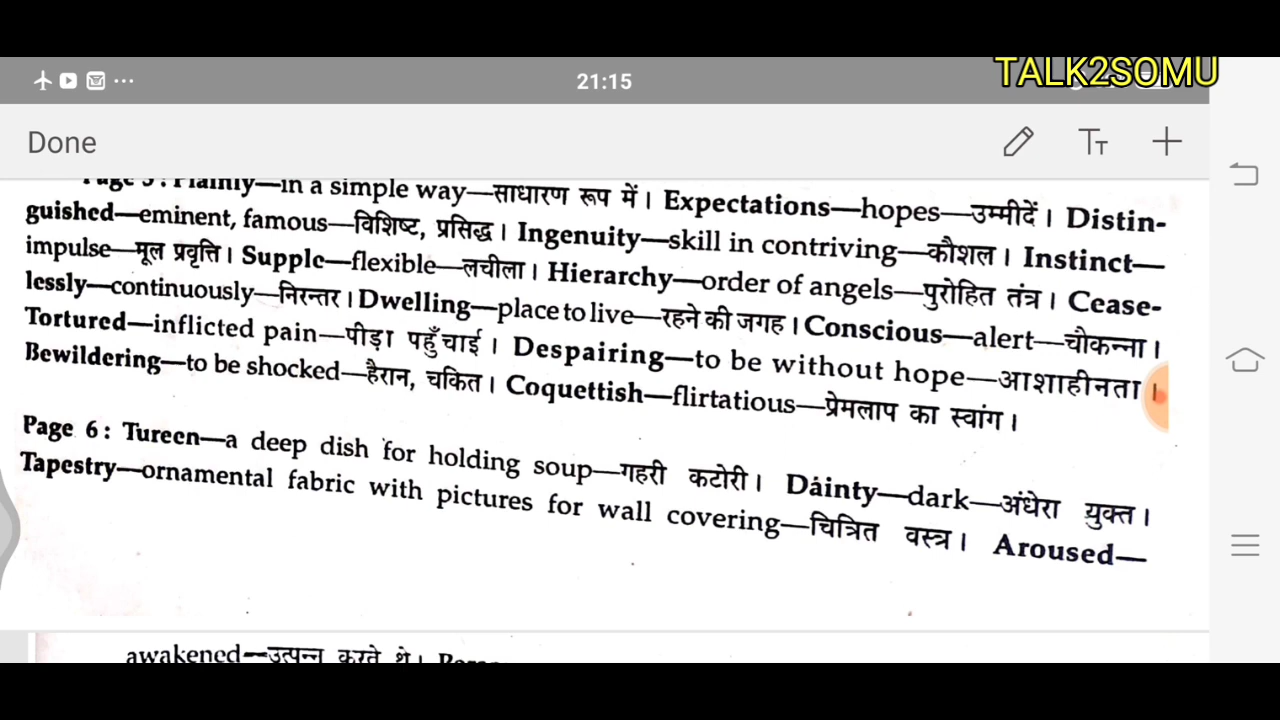 TALK2SOMU
21:15
Done
Page 5 : Plainly—in a simple way—साधारण रूप में। Expectations—hopes—उम्मीदें। Distin-
guished—eminent, famous—विशिष्ट, प्रसिद्ध। Ingenuity—skill in contriving—कौशल। Instinct—
impulse—मूल प्रवृत्ति। Supple—flexible—लचीला। Hierarchy—order of angels—पुरोहित तंत्र। Cease-
lessly—continuously—निरन्तर। Dwelling—place to live—रहने की जगह। Conscious—alert—चौकन्ना।
Tortured—inflicted pain—पीड़ा पहुँचाई। Despairing—to be without hope—आशाहीनता।
Bewildering—to be shocked—हैरान, चकित। Coquettish—flirtatious—प्रेमलाप का स्वांग।
Page 6 : Tureen—a deep dish for holding soup—गहरी कटोरी। Dainty—dark—अंधेरा युक्त।
Tapestry—ornamental fabric with pictures for wall covering—चित्रित वस्त्र। Aroused—
awakened—उत्पन्न करते थे।